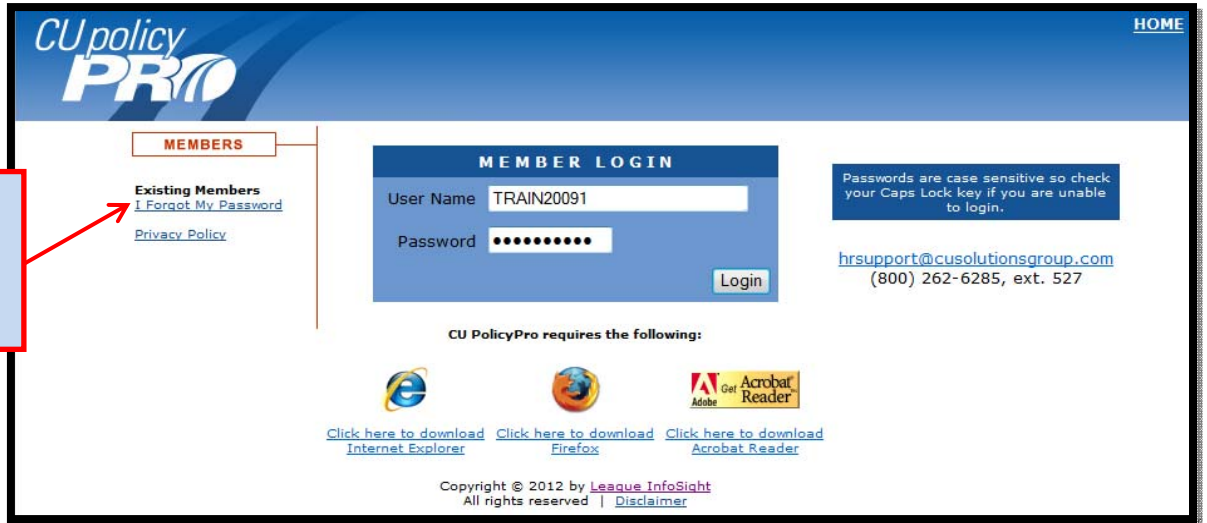 CU policy
PRO
HOME
MEMBERS
Existing Members
I Forgot My Password
Privacy Policy
MEMBER LOGIN
User Name TRAIN20091
Password ••••••••••
Login
Passwords are case sensitive so check
your Caps Lock key if you are unable
to login.
hrsupport@cusolutionsgroup.com
(800) 262-6285, ext. 527
CU PolicyPro requires the following:
Adobe Get Acrobat
Reader
Click here to download
Internet Explorer
Click here to download
Firefox
Click here to download
Acrobat Reader
Copyright © 2012 by League InfoSight
All rights reserved | Disclaimer